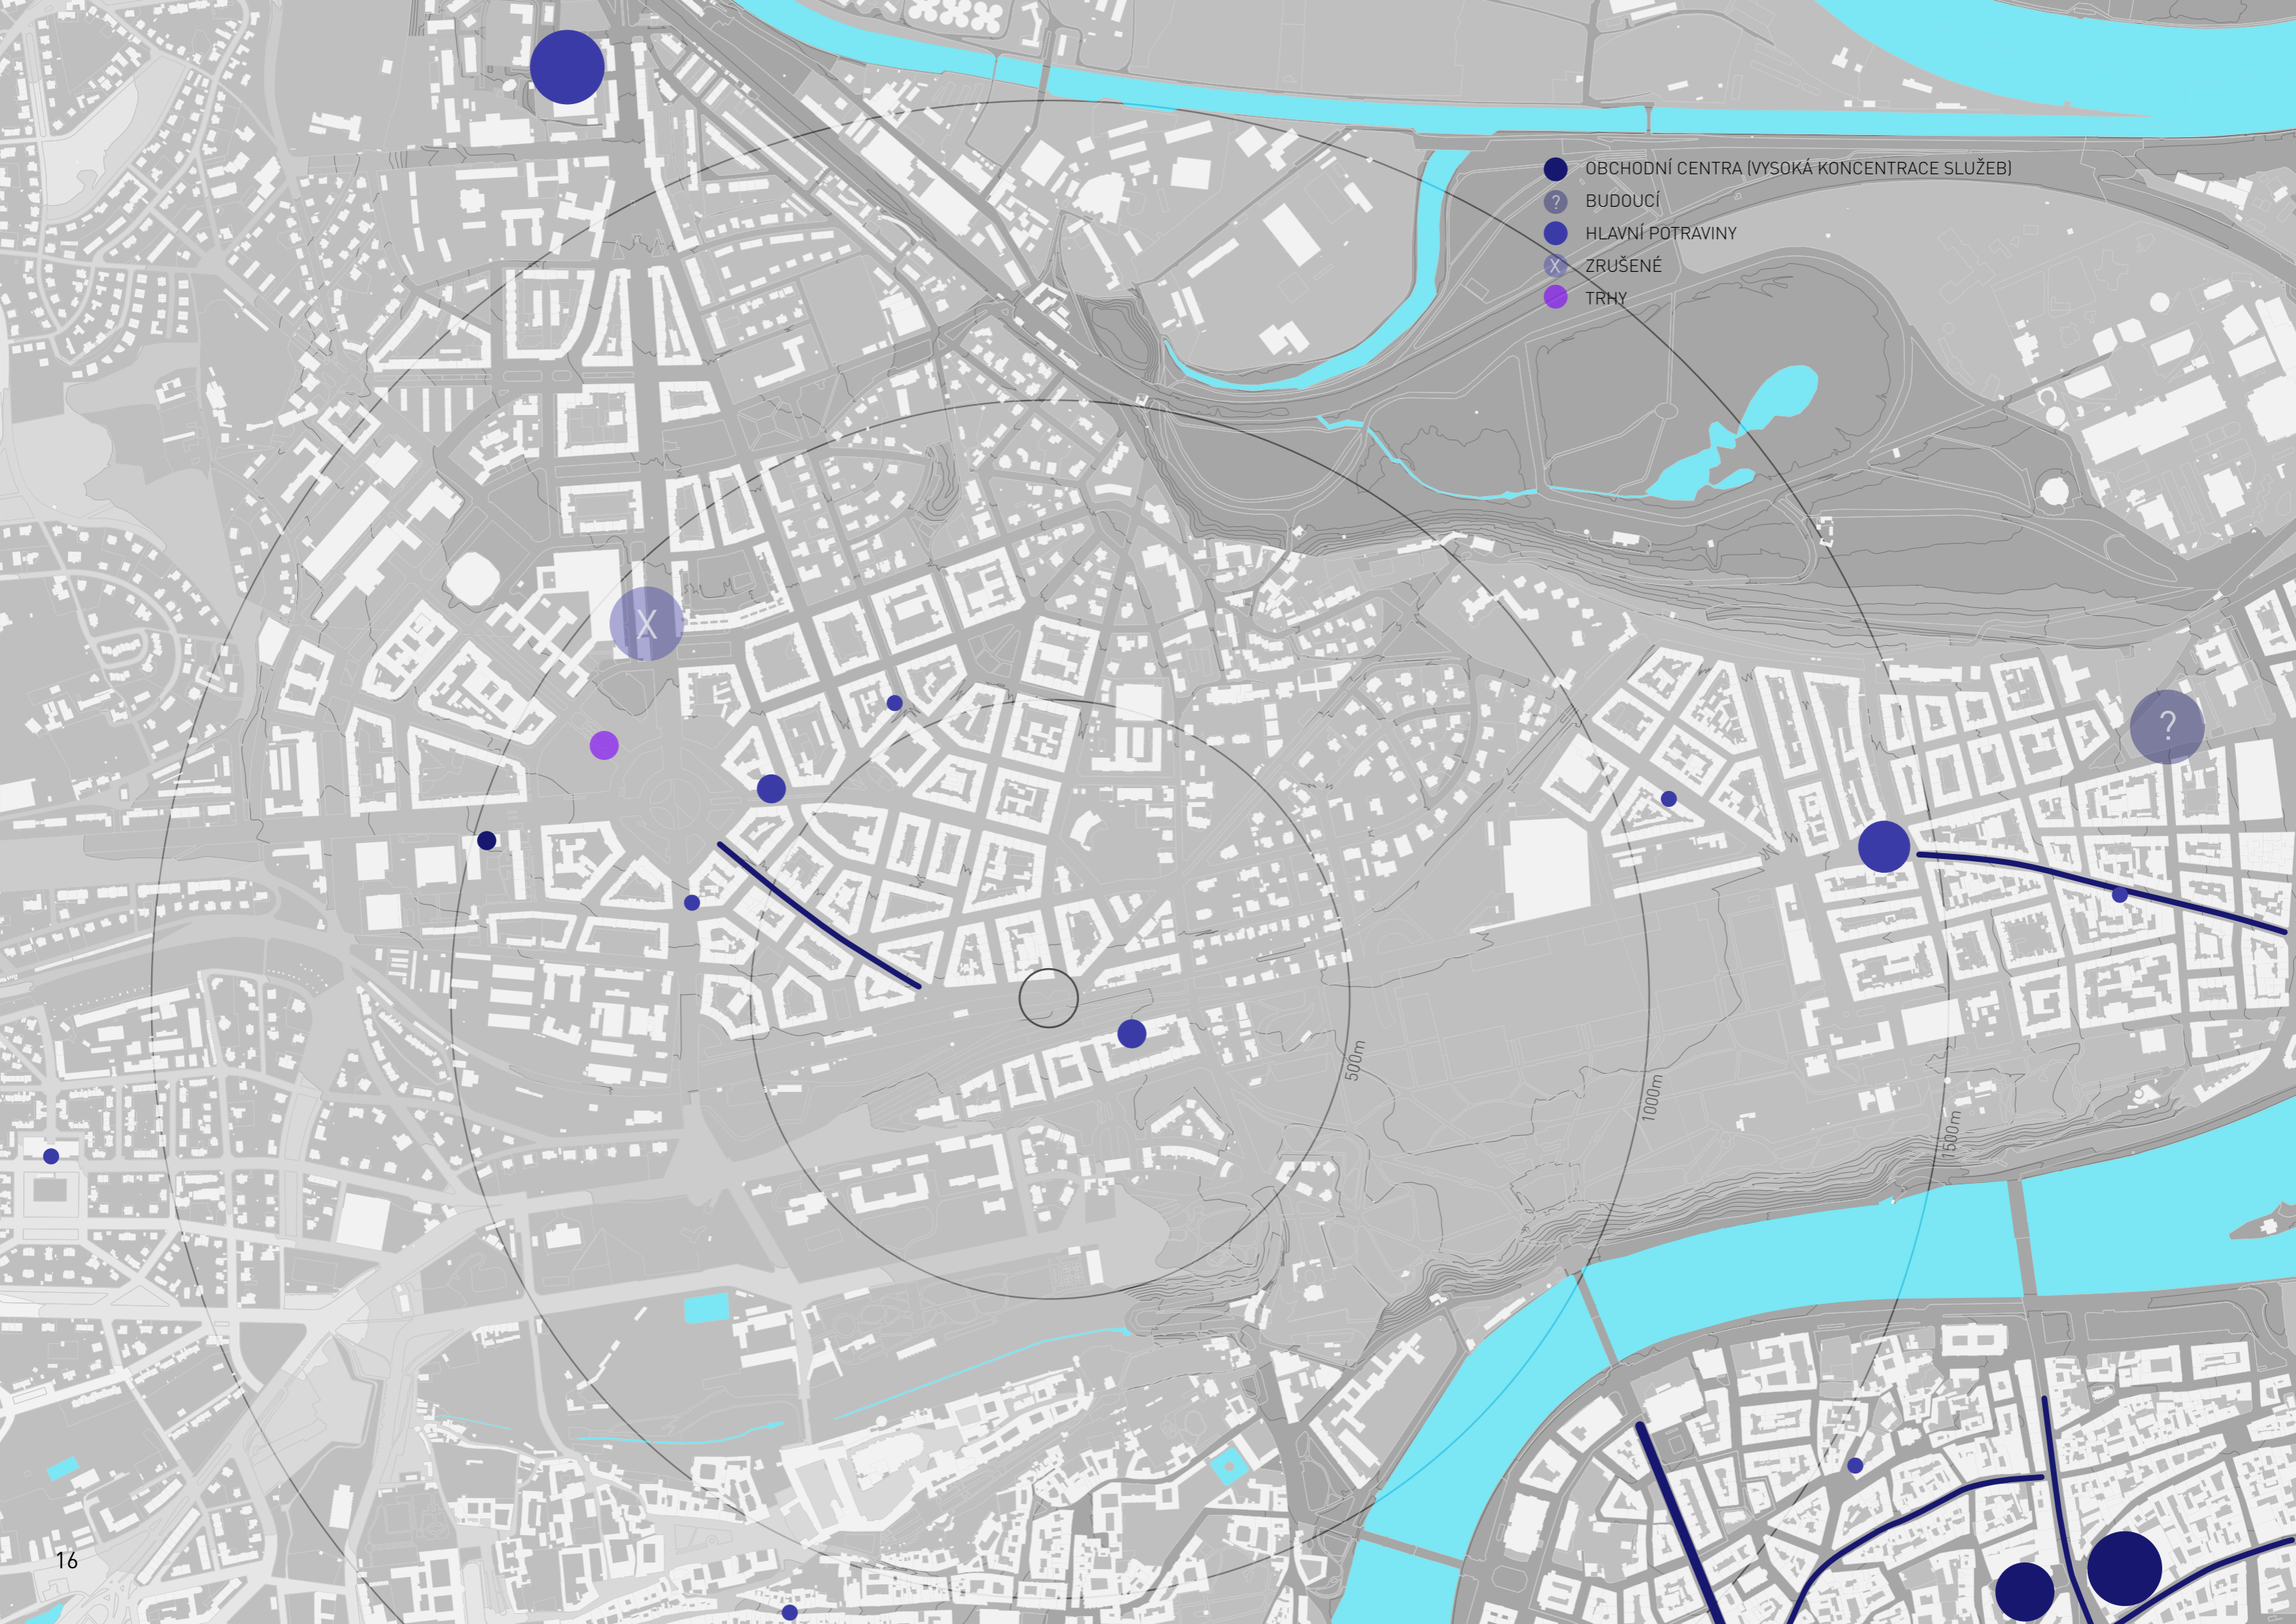 OBCHODNÍ CENTRA (VYSOKÁ KONCENTRACE SLUŽEB)
? BUDOUCÍ
HLAVNÍ POTRAVINY
X ZRUŠENÉ
TRHY
X
?
500m
1000m
1500m
16